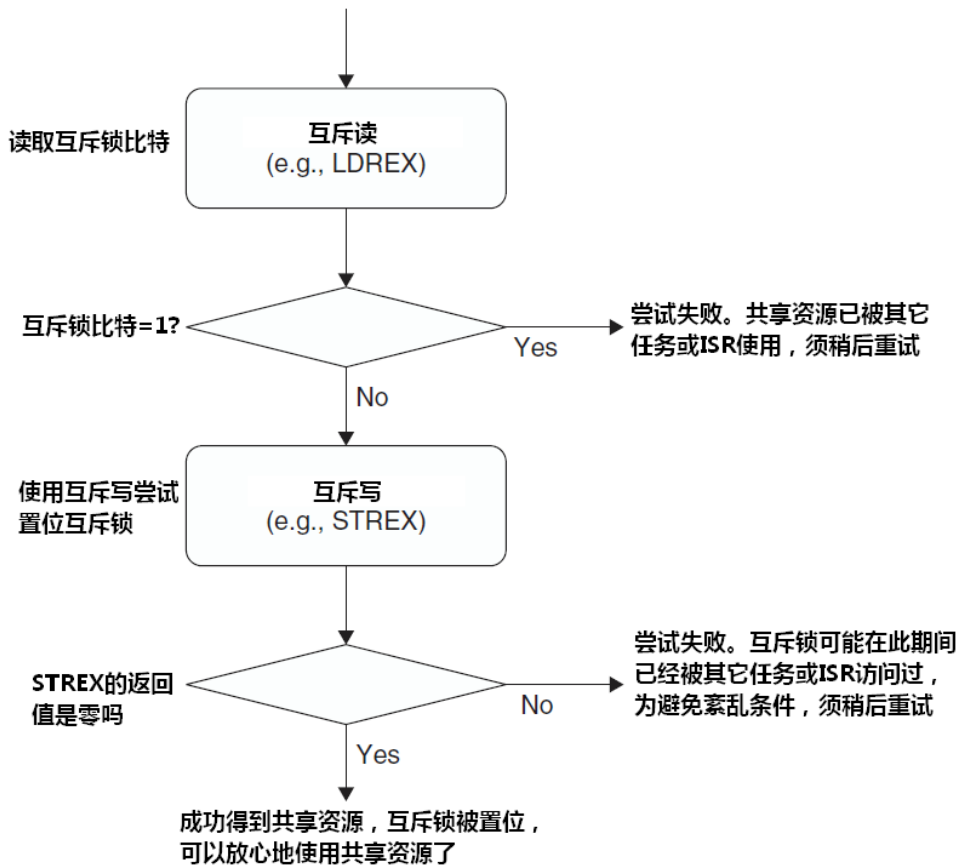 读取互斥锁比特
互斥读
(e.g., LDREX)
互斥锁比特=1?
Yes
尝试失败。共享资源已被其它
任务或ISR使用，须稍后重试
No
使用互斥写尝试
置位互斥锁
互斥写
(e.g., STREX)
STREX的返回
值是零吗
No
尝试失败。互斥锁可能在此期间
已经被其它任务或ISR访问过，
为避免紊乱条件，须稍后重试
Yes
成功得到共享资源，互斥锁被置位，
可以放心地使用共享资源了